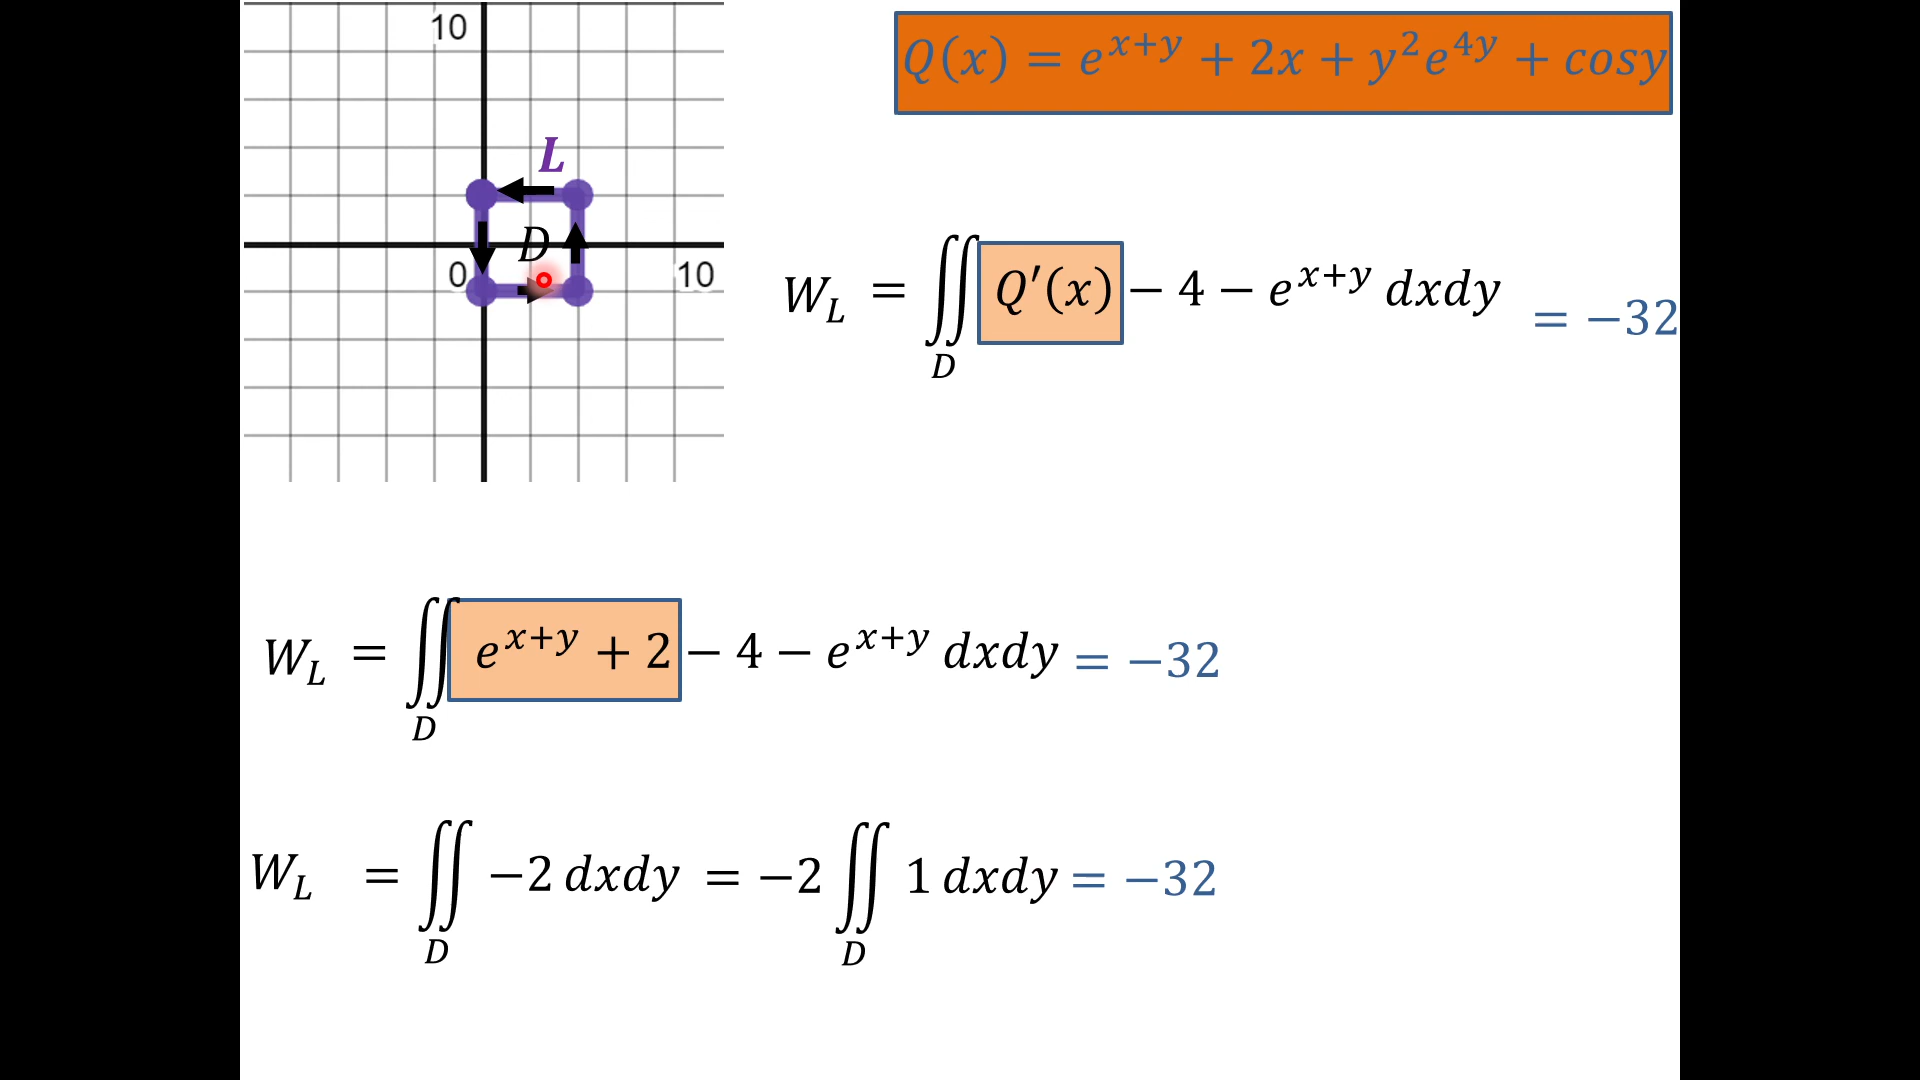 10
L
D
0
10
Q(x) = e^{x+y} + 2x + y^2e^{4y} + cosy
W_L = ∬_D Q′(x) − 4 − e^{x+y} dxdy = −32
W_L = ∬_D e^{x+y} + 2 − 4 − e^{x+y} dxdy = −32
W_L = ∬_D −2 dxdy = −2 ∬_D 1 dxdy = −32